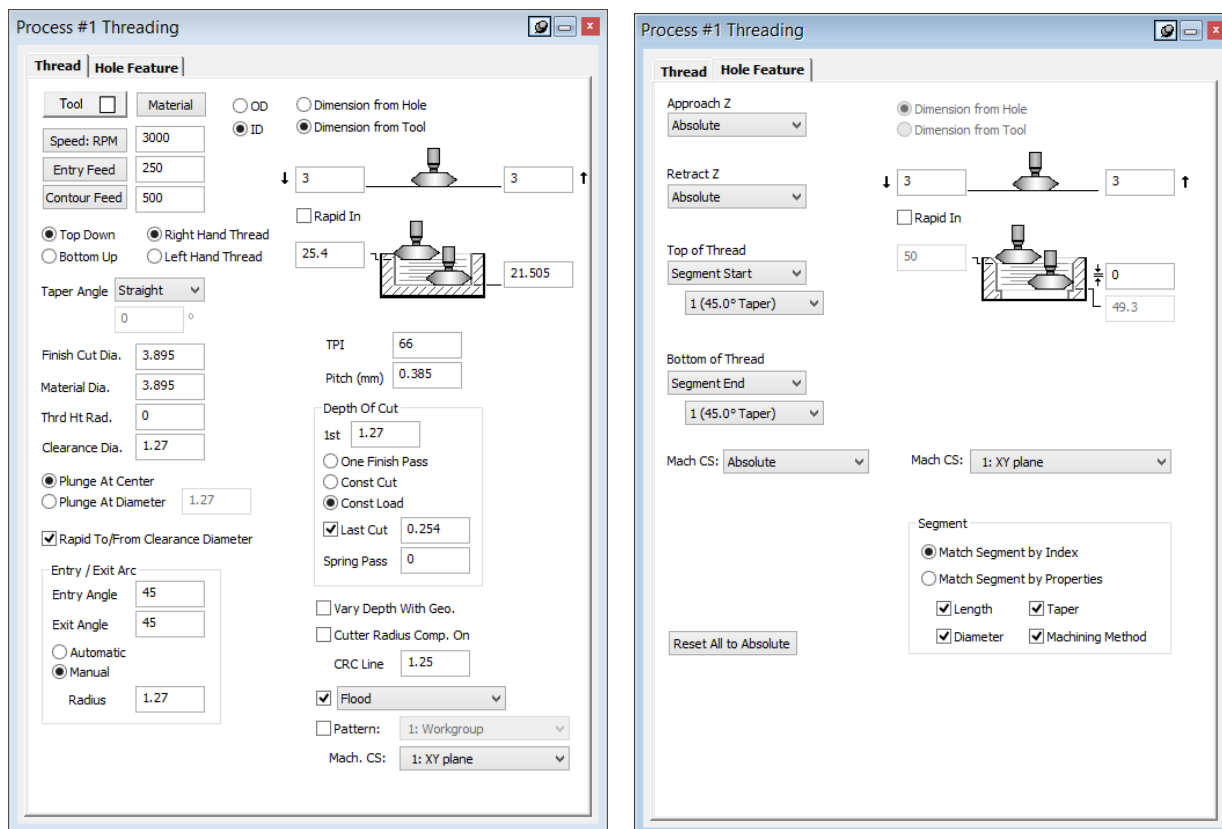 Process #1 Threading
Thread Hole Feature
Tool Material OD Dimension from Hole
Speed: RPM 3000 ID Dimension from Tool
Entry Feed 250
Contour Feed 500
3 3
Rapid In
Top Down Right Hand Thread
Bottom Up Left Hand Thread
25.4
21.505
Taper Angle Straight
0 °
Finish Cut Dia. 3.895
Material Dia. 3.895
Thrd Ht Rad. 0
Clearance Dia. 1.27
Plunge At Center
Plunge At Diameter 1.27
Rapid To/From Clearance Diameter
Entry / Exit Arc
Entry Angle 45
Exit Angle 45
Automatic
Manual
Radius 1.27
TPI 66
Pitch (mm) 0.385
Depth Of Cut
1st 1.27
One Finish Pass
Const Cut
Const Load
Last Cut 0.254
Spring Pass 0
Vary Depth With Geo.
Cutter Radius Comp. On
CRC Line 1.25
Flood
Pattern: 1: Workgroup
Mach. CS: 1: XY plane
Process #1 Threading
Thread Hole Feature
Approach Z
Absolute
Dimension from Hole
Dimension from Tool
Retract Z
Absolute
3 3
Rapid In
Top of Thread
Segment Start
1 (45.0° Taper)
50
0
49.3
Bottom of Thread
Segment End
1 (45.0° Taper)
Mach CS: Absolute Mach CS: 1: XY plane
Segment
Match Segment by Index
Match Segment by Properties
Length Taper
Diameter Machining Method
Reset All to Absolute